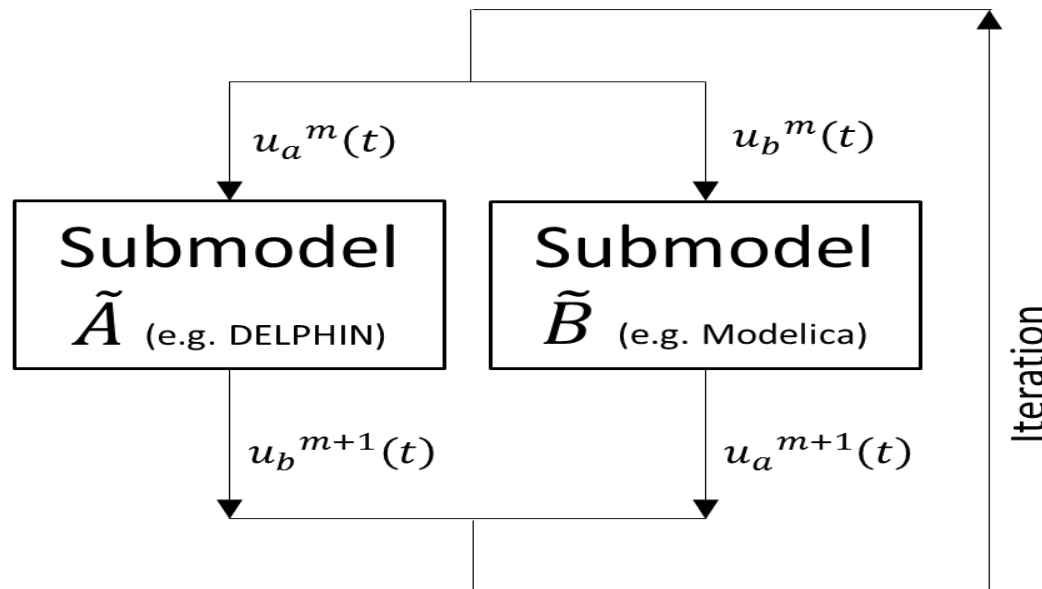 u_a^m(t)
u_b^m(t)
Submodel
Ã (e.g. DELPHIN)
Submodel
B̃ (e.g. Modelica)
u_b^{m+1}(t)
u_a^{m+1}(t)
Iteration